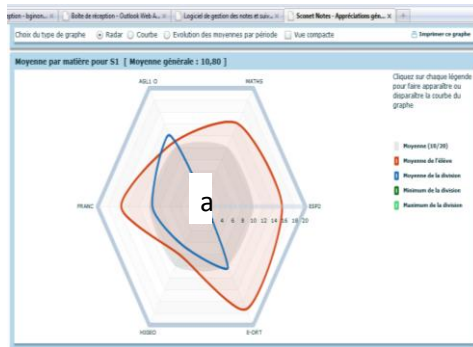 Boîte de réception - Outlook Web A... ×
Logiciel de gestion des notes et suiv... ×
Sconet Notes - Appréciations gén... ×
Choix du type de graphe
Radar
Courbe
Evolution des moyennes par période
Vue compacte
Imprimer ce graphe
Moyenne par matière pour S1 [ Moyenne générale : 10,80 ]
MATHS
FRANC
a
4 6 8 10 12 14 16 18 20
ESP2
Cliquez sur chaque légende
pour faire apparaître ou
disparaître la courbe du
graphe
Moyenne (10/20)
Moyenne de l'élève
Moyenne de la division
Minimum de la division
Maximum de la division